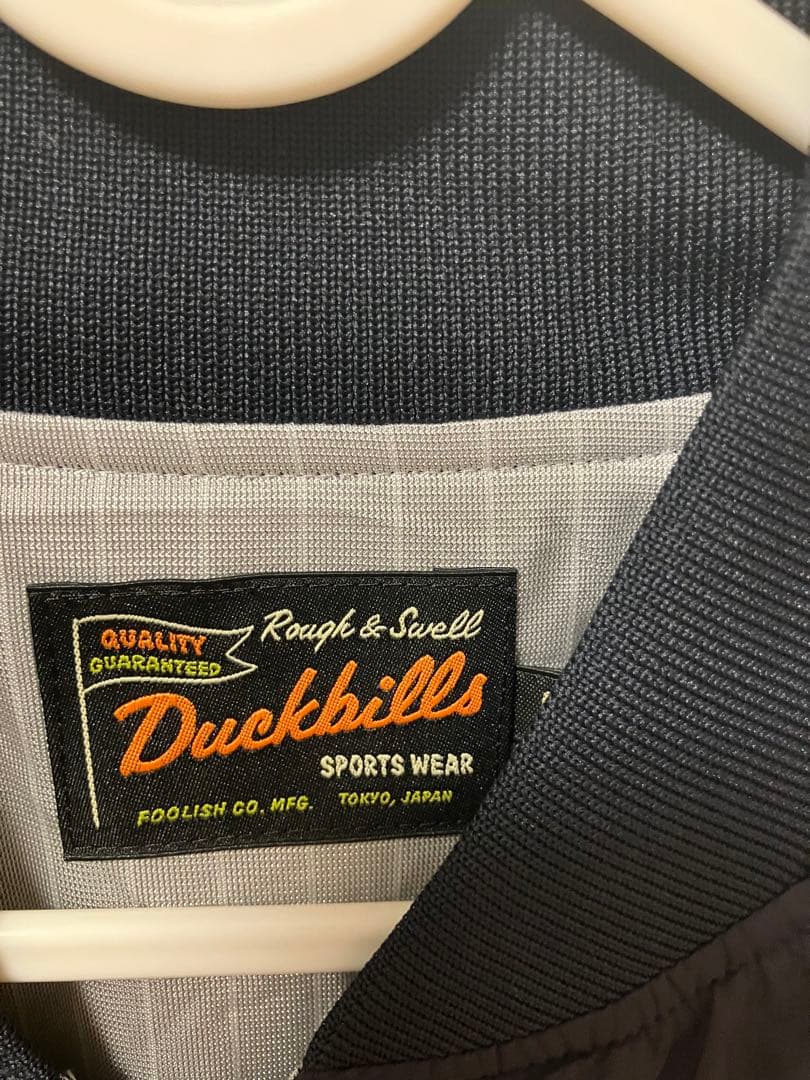 QUALITY
GUARANTEED
Rough & Swell
Duckbills
SPORTS WEAR
FOOLISH CO. MFG. TOKYO, JAPAN